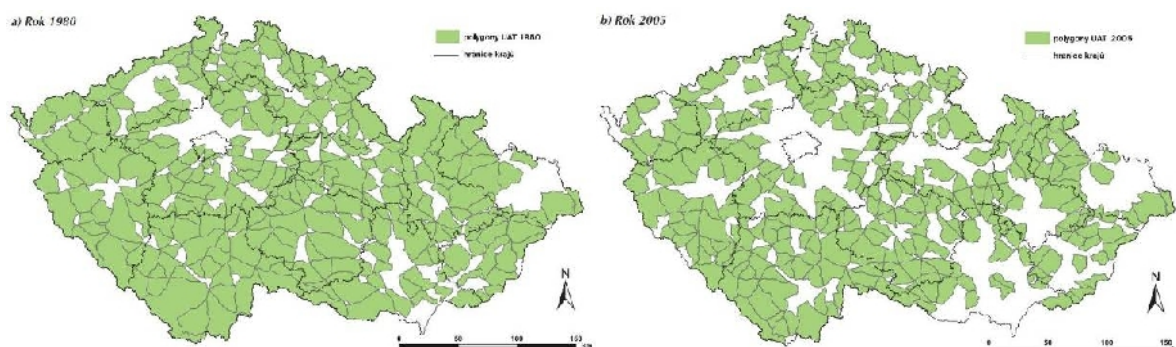 a) Rok 1980
polygony UAT 1980
hranice krajů
N
0 50 100 150
km
b) Rok 2005
polygony UAT 2005
hranice krajů
N
0 50 100 150